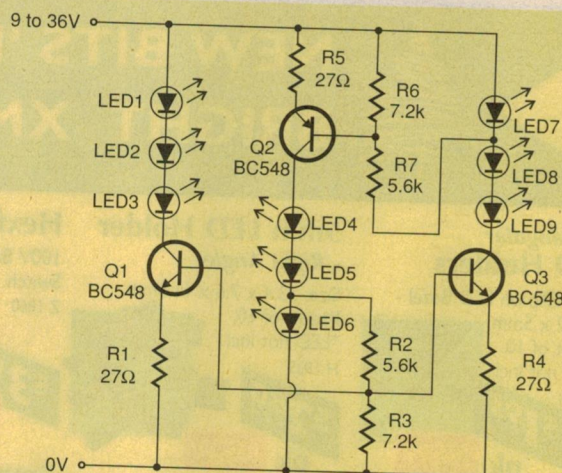 9 to 36V
LED1
LED2
LED3
Q1
BC548
R1
27Ω
0V
R5
27Ω
Q2
BC548
LED4
LED5
LED6
R6
7.2k
R7
5.6k
R2
5.6k
R3
7.2k
LED7
LED8
LED9
Q3
BC548
R4
27Ω